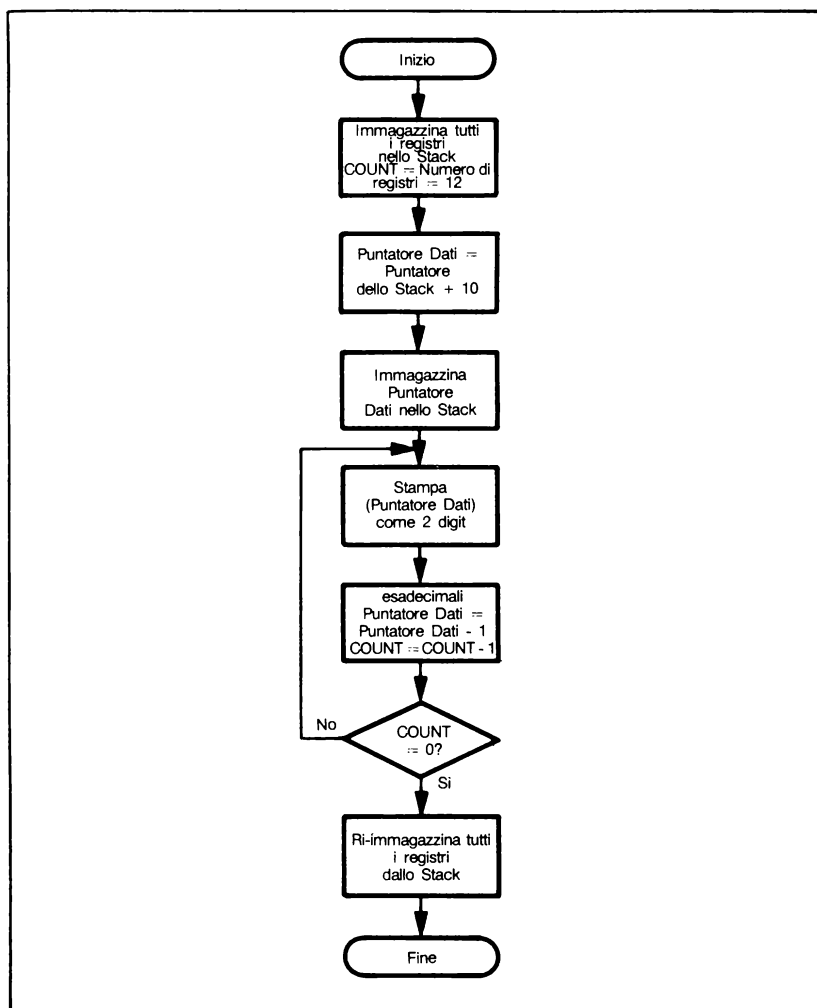 Inizio
Immagazzina tutti
i registri
nello Stack
COUNT = Numero di
registri = 12
Puntatore Dati =
Puntatore
dello Stack + 10
Immagazzina
Puntatore
Dati nello Stack
Stampa
(Puntatore Dati)
come 2 digit
esadecimali
Puntatore Dati =
Puntatore Dati - 1
COUNT = COUNT - 1
No
COUNT
= 0?
Sì
Ri-immagazzina tutti
i registri
dallo Stack
Fine